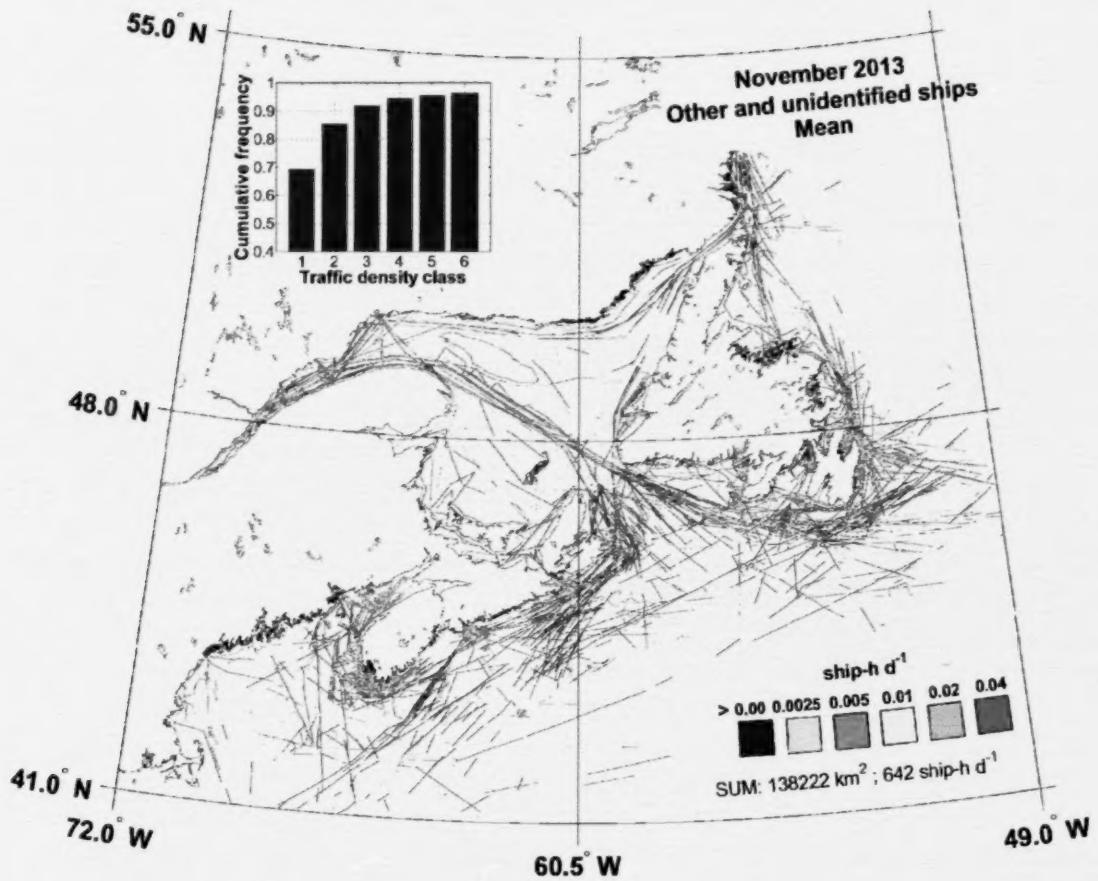 55.0° N
November 2013
Other and unidentified ships
Mean
Cumulative frequency
1
0.9
0.8
0.7
0.6
0.5
0.4
1 2 3 4 5 6
Traffic density class
48.0° N
ship-h d⁻¹
> 0.00 0.0025 0.005 0.01 0.02 0.04
SUM: 138222 km² ; 642 ship-h d⁻¹
41.0° N
72.0° W
60.5° W
49.0° W